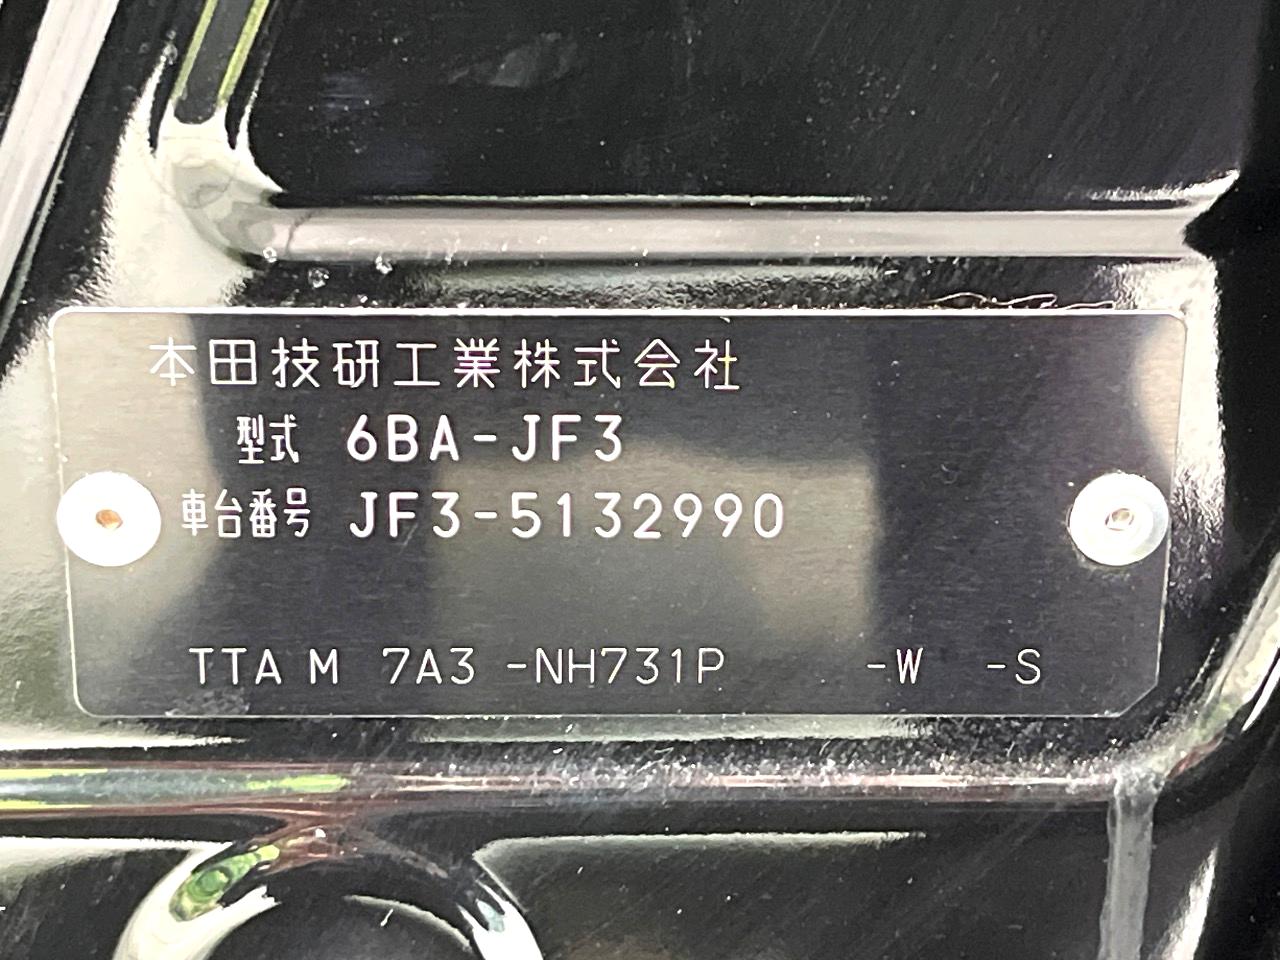 本田技研工業株式会社
型式 6BA-JF3
車台番号 JF3-5132990
TTA M 7A3 -NH731P -W -S